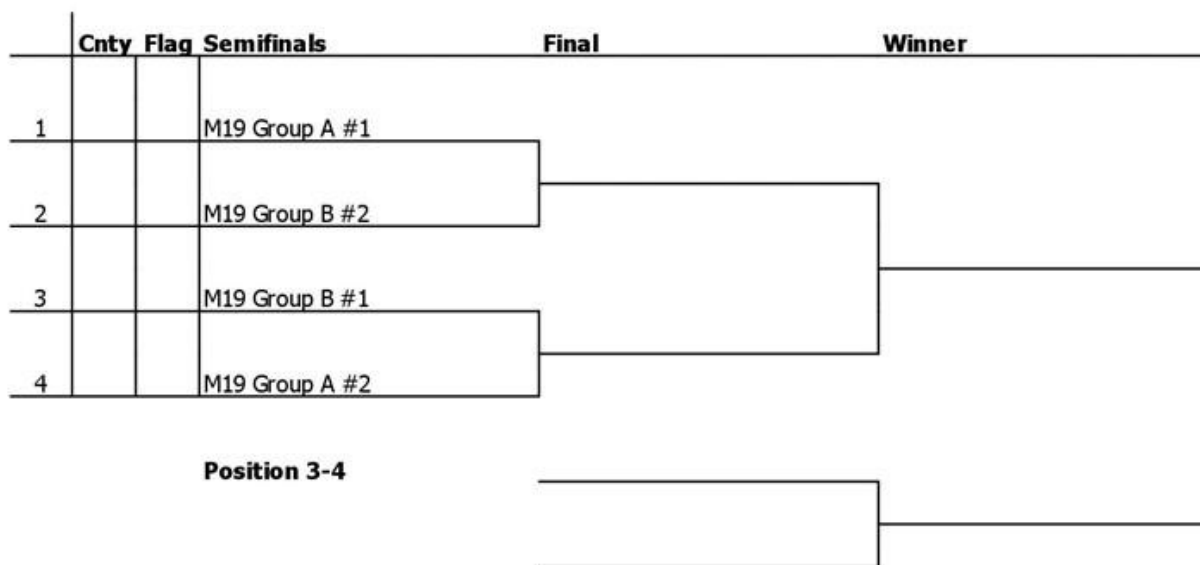 Cnty Flag Semifinals Final Winner
1 M19 Group A #1
2 M19 Group B #2
3 M19 Group B #1
4 M19 Group A #2
Position 3-4